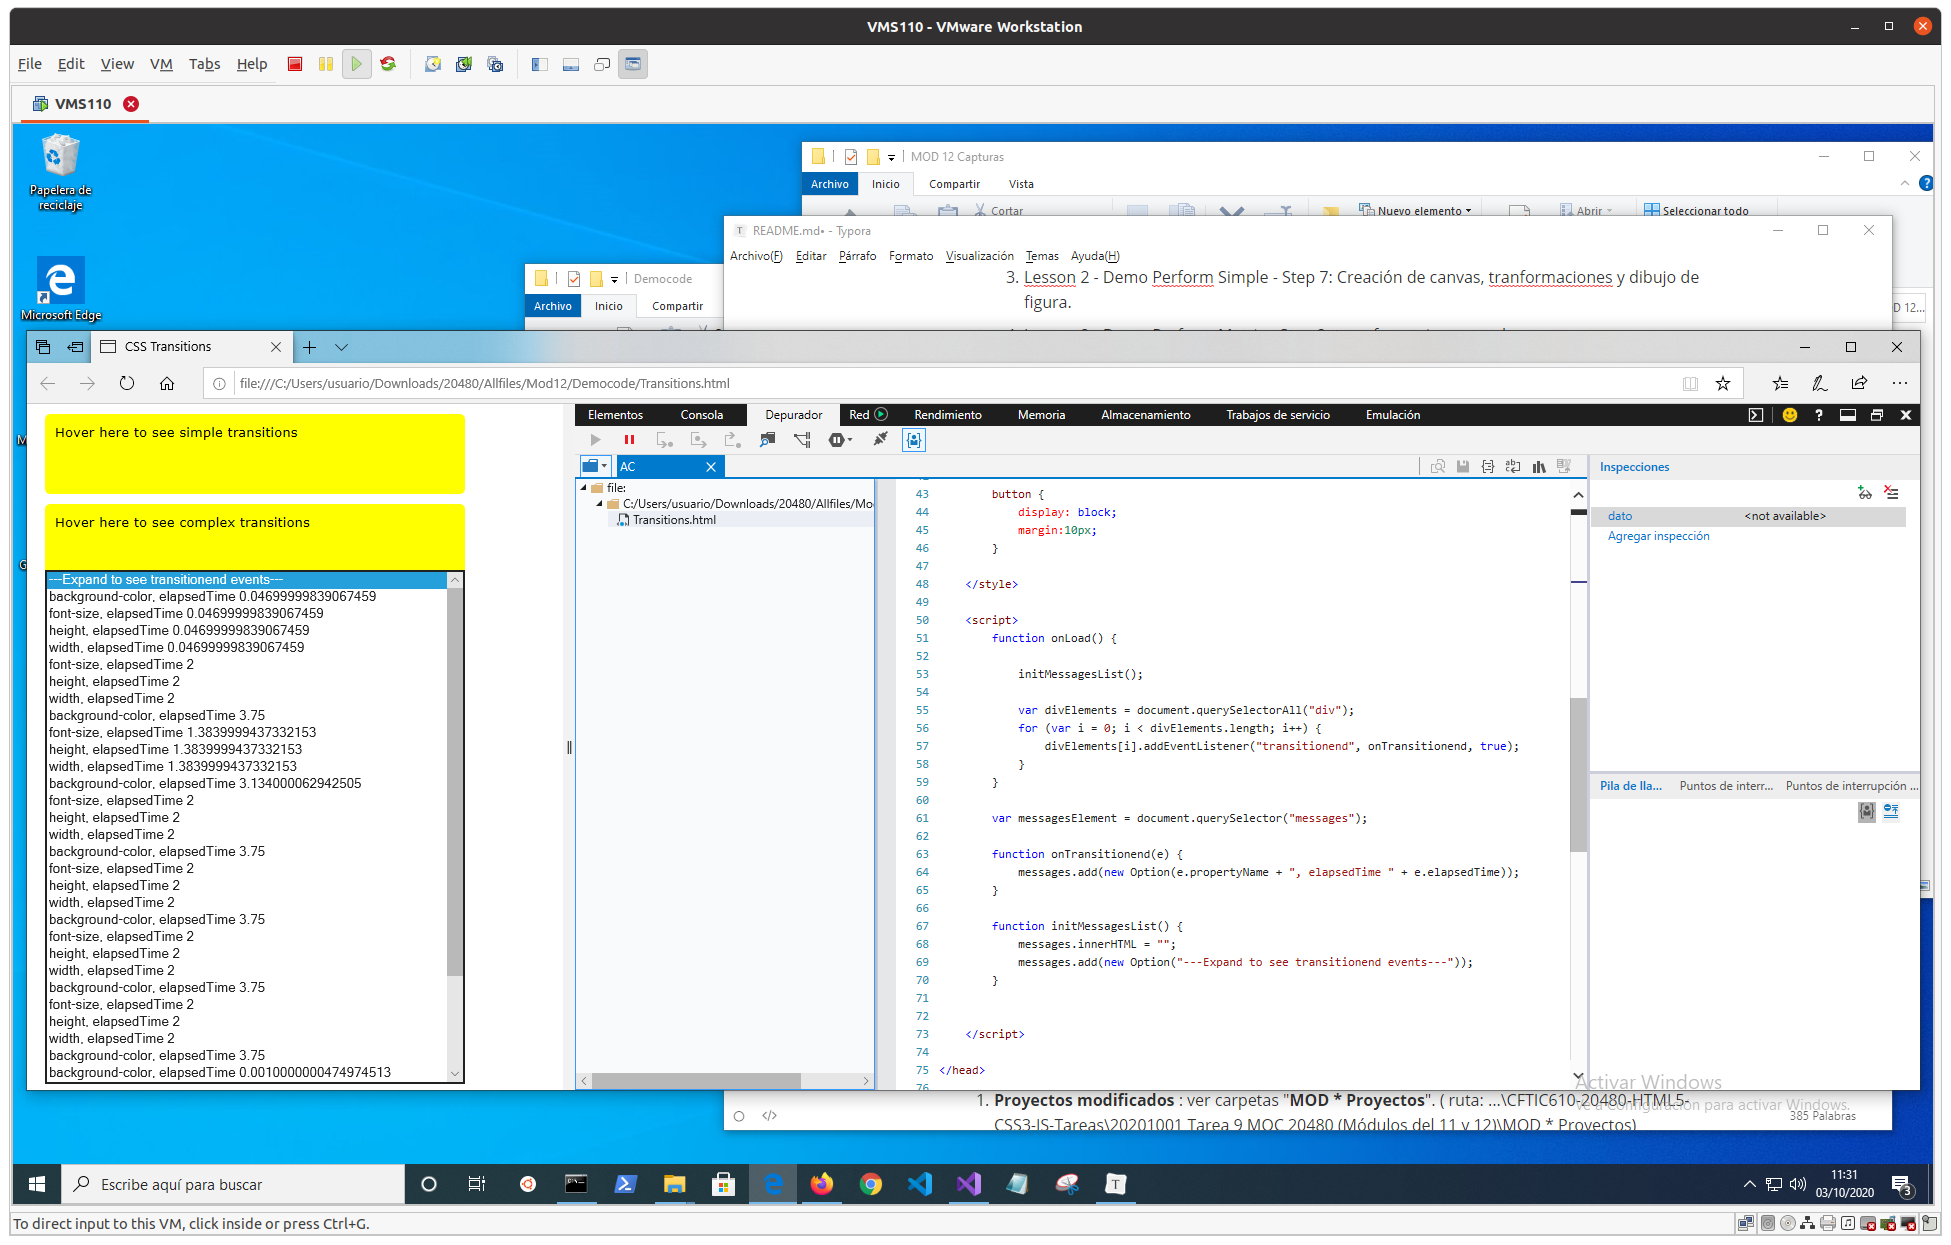 VMS110 - VMware Workstation
File Edit View VM Tabs Help
VMS110
Papelera de reciclaje
Microsoft Edge
MOD 12 Capturas
Archivo Inicio Compartir Vista
Cortar Nuevo elemento Abrir Seleccionar todo
README.md• - Typora
Archivo(F) Editar Párrafo Formato Visualización Temas Ayuda(H)
3. Lesson 2 - Demo Perform Simple - Step 7: Creación de canvas, tranformaciones y dibujo de
figura.
Democode
Archivo Inicio Compartir
D 12...
CSS Transitions
file:///C:/Users/usuario/Downloads/20480/Allfiles/Mod12/Democode/Transitions.html
Hover here to see simple transitions
Hover here to see complex transitions
---Expand to see transitionend events---
background-color, elapsedTime 0.04699999839067459
font-size, elapsedTime 0.04699999839067459
height, elapsedTime 0.04699999839067459
width, elapsedTime 0.04699999839067459
font-size, elapsedTime 2
height, elapsedTime 2
width, elapsedTime 2
background-color, elapsedTime 3.75
font-size, elapsedTime 1.3839999437332153
height, elapsedTime 1.3839999437332153
width, elapsedTime 1.3839999437332153
background-color, elapsedTime 3.134000062942505
font-size, elapsedTime 2
height, elapsedTime 2
width, elapsedTime 2
background-color, elapsedTime 3.75
font-size, elapsedTime 2
height, elapsedTime 2
width, elapsedTime 2
background-color, elapsedTime 3.75
font-size, elapsedTime 2
height, elapsedTime 2
width, elapsedTime 2
background-color, elapsedTime 3.75
font-size, elapsedTime 2
height, elapsedTime 2
width, elapsedTime 2
background-color, elapsedTime 3.75
background-color, elapsedTime 0.0010000000474974513
Elementos Consola Depurador Red Rendimiento Memoria Almacenamiento Trabajos de servicio Emulación
AC
file:
C:/Users/usuario/Downloads/20480/Allfiles/Mo
Transitions.html
43 button {
44 display: block;
45 margin:10px;
46 }
47
48 </style>
49
50 <script>
51 function onLoad() {
52
53 initMessagesList();
54
55 var divElements = document.querySelectorAll("div");
56 for (var i = 0; i < divElements.length; i++) {
57 divElements[i].addEventListener("transitionend", onTransitionend, true);
58 }
59 }
60
61 var messagesElement = document.querySelector("messages");
62
63 function onTransitionend(e) {
64 messages.add(new Option(e.propertyName + ", elapsedTime " + e.elapsedTime));
65 }
66
67 function initMessagesList() {
68 messages.innerHTML = "";
69 messages.add(new Option("---Expand to see transitionend events---"));
70 }
71
72
73 </script>
74
75 </head>
76
Inspecciones
dato <not available>
Agregar inspección
Pila de lla... Puntos de interr... Puntos de interrupción ...
Activar Windows
Ve a Configuración para activar Windows.
1. Proyectos modificados : ver carpetas "MOD * Proyectos". ( ruta: ...\CFTIC610-20480-HTML5-
CSS3-JS-Tareas\20201001 Tarea 9 MOC 20480 (Módulos del 11 y 12)\MOD * Proyectos)
385 Palabras
Escribe aquí para buscar
11:31
03/10/2020
3
To direct input to this VM, click inside or press Ctrl+G.